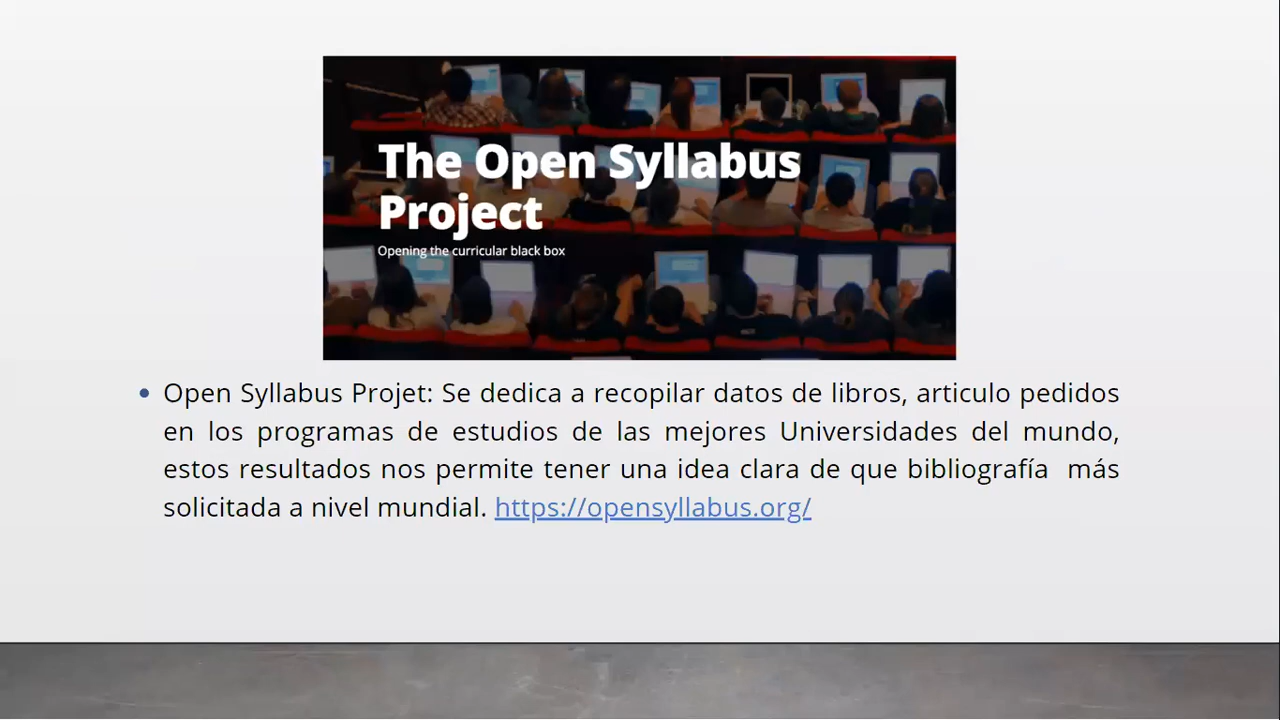 The Open Syllabus
Project
Opening the curricular black box
• Open Syllabus Projet: Se dedica a recopilar datos de libros, articulo pedidos
en los programas de estudios de las mejores Universidades del mundo,
estos resultados nos permite tener una idea clara de que bibliografía  más
solicitada a nivel mundial. https://opensyllabus.org/